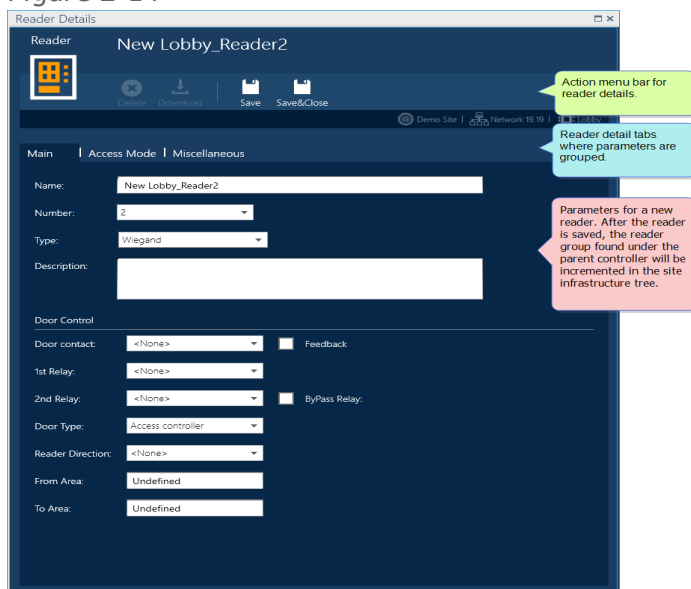 Reader Details
Reader
New Lobby_Reader2
Delete Download Save Save&Close
Action menu bar for
reader details.
Demo Site | Network 19.19 | Lobby
Reader detail tabs
where parameters are
grouped.
Main | Access Mode | Miscellaneous
Name: New Lobby_Reader2
Number: 2
Type: Wiegand
Description:
Parameters for a new
reader. After the reader
is saved, the reader
group found under the
parent controller will be
incremented in the site
infrastructure tree.
Door Control
Door contact: <None> Feedback
1st Relay: <None>
2nd Relay: <None> ByPass Relay:
Door Type: Access controller
Reader Direction: <None>
From Area: Undefined
To Area: Undefined